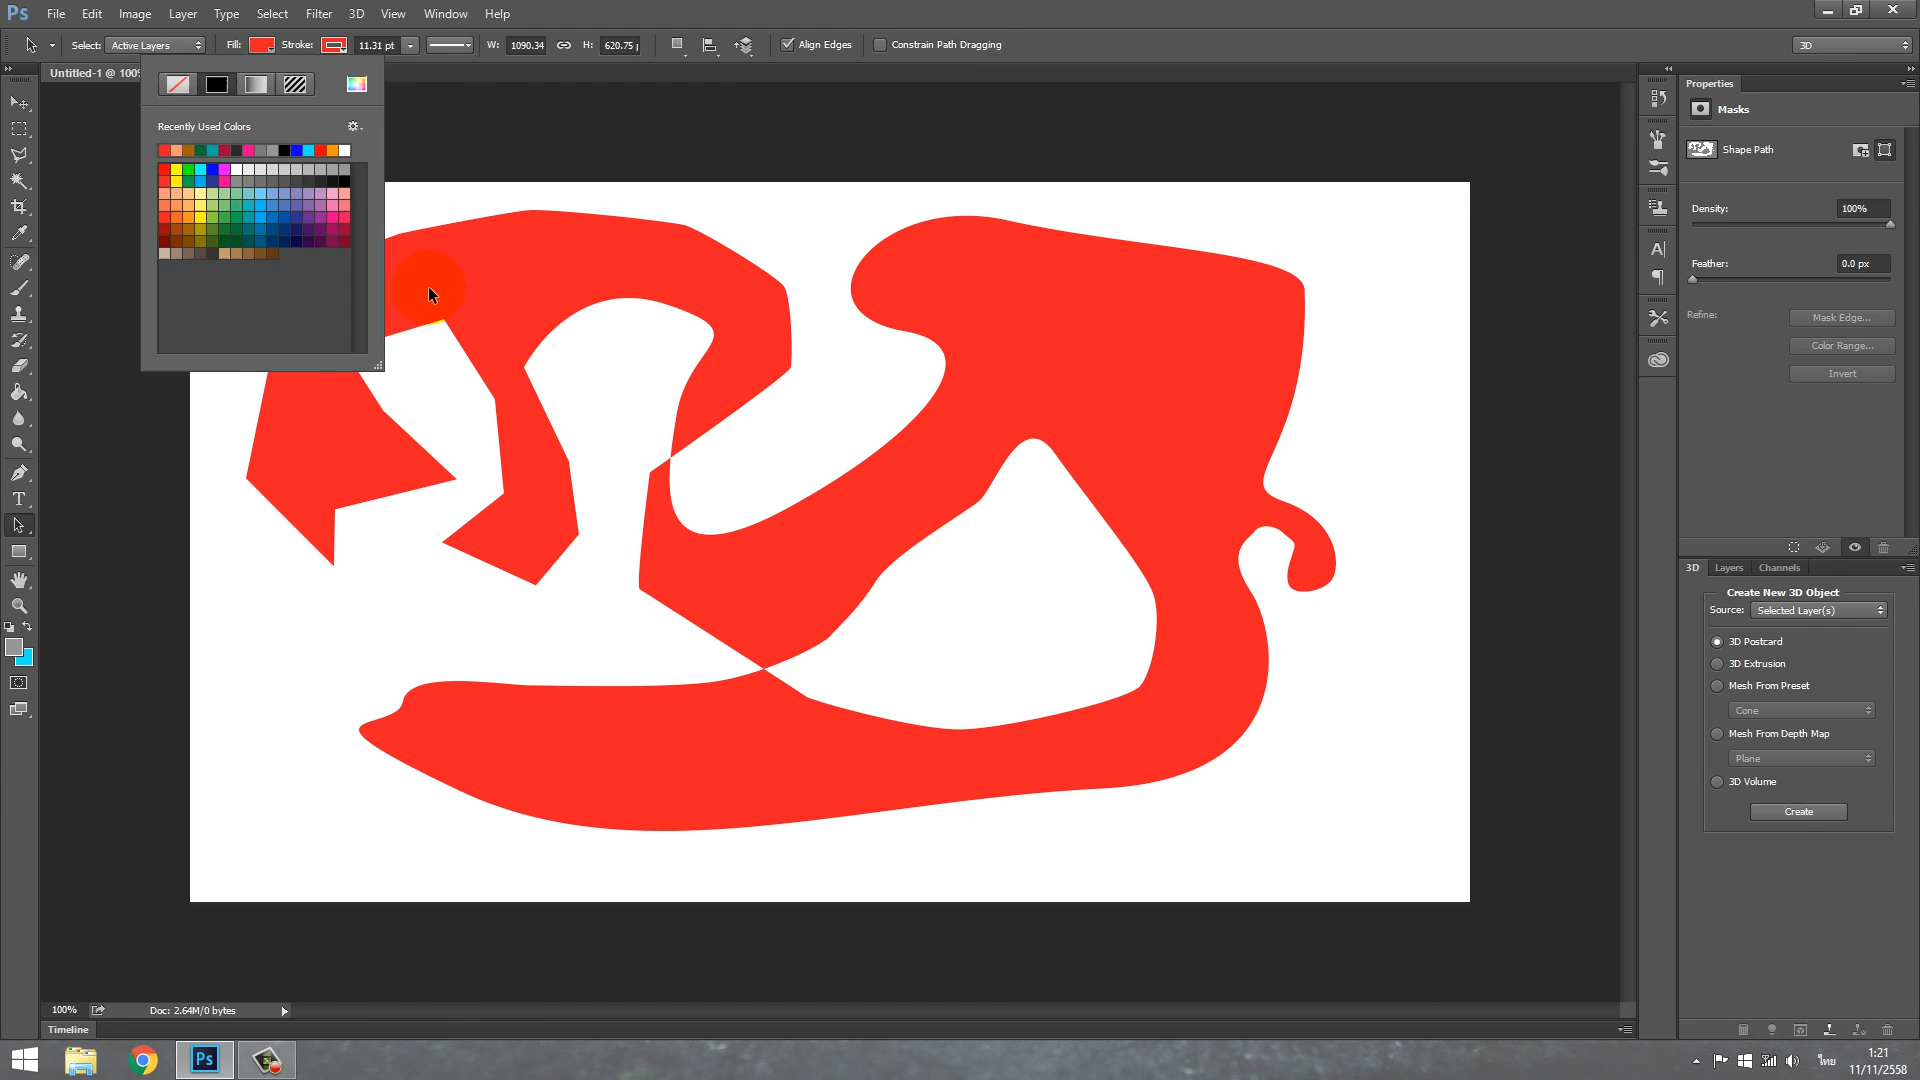 Ps File Edit Image Layer Type Select Filter 3D View Window Help
Select: Active Layers Fill: Stroke: 11.31 pt W: 1090.34 H: 620.75 Align Edges Constrain Path Dragging 3D
Untitled-1 @ 100%
Recently Used Colors
Properties
Masks
Shape Path
Density: 100%
Feather: 0.0 px
Refine: Mask Edge...
Color Range...
Invert
3D Layers Channels
Create New 3D Object
Source: Selected Layer(s)
3D Postcard
3D Extrusion
Mesh From Preset
Cone
Mesh From Depth Map
Plane
3D Volume
Create
100% Doc: 2.64M/0 bytes
Timeline
Ps
ไทย
1:21
11/11/2558